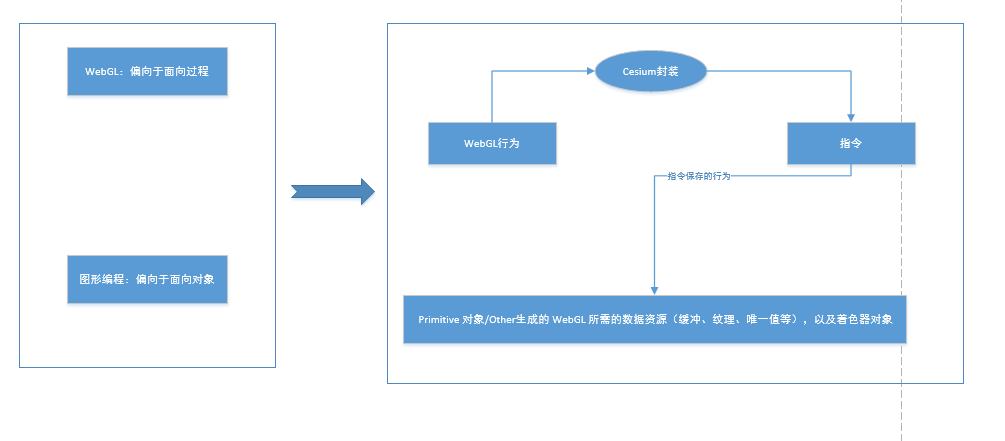 WebGL：偏向于面向过程
图形编程：偏向于面向对象
Cesium封装
WebGL行为
指令
指令保存的行为
Primitive 对象/Other生成的 WebGL 所需的数据资源（缓冲、纹理、唯一值等），以及着色器对象